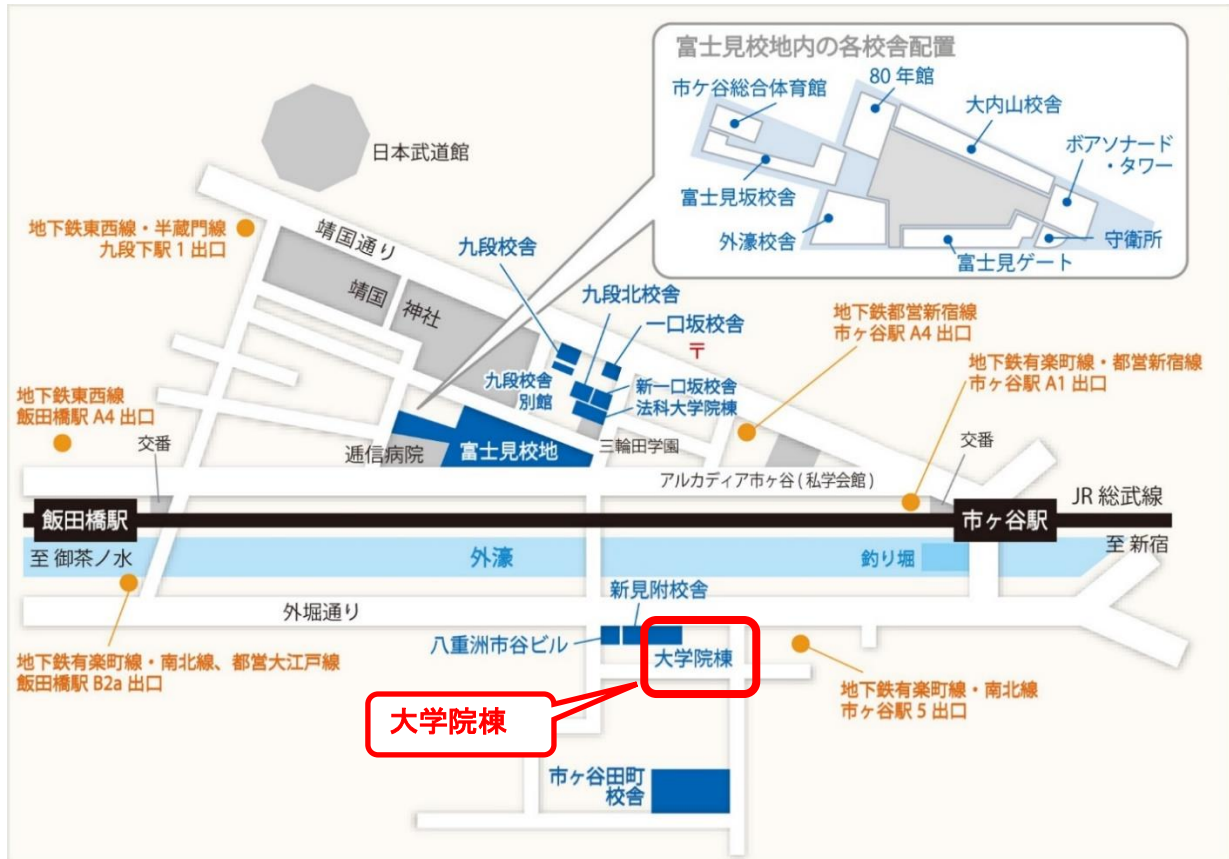 富士見校地内の各校舎配置
80 年館
市ケ谷総合体育館
大内山校舎
ボアソナード
・タワー
富士見坂校舎
外濠校舎
守衛所
富士見ゲート
日本武道館
地下鉄東西線・半蔵門線
九段下駅 1 出口
靖国通り
九段校舎
靖国
神社
九段北校舎
一口坂校舎
〒
地下鉄都営新宿線
市ヶ谷駅 A4 出口
地下鉄有楽町線・都営新宿線
市ヶ谷駅 A1 出口
九段校舎
別館
新一口坂校舎
法科大学院棟
地下鉄東西線
飯田橋駅 A4 出口
交番
逓信病院
富士見校地
三輪田学園
交番
アルカディア市ヶ谷 ( 私学会館 )
JR 総武線
飯田橋駅
市ヶ谷駅
至 御茶ノ水
外濠
釣り堀
至 新宿
外堀通り
新見附校舎
八重洲市谷ビル
大学院棟
地下鉄有楽町線・南北線、都営大江戸線
飯田橋駅 B2a 出口
地下鉄有楽町線・南北線
市ヶ谷駅 5 出口
大学院棟
市ヶ谷田町
校舎